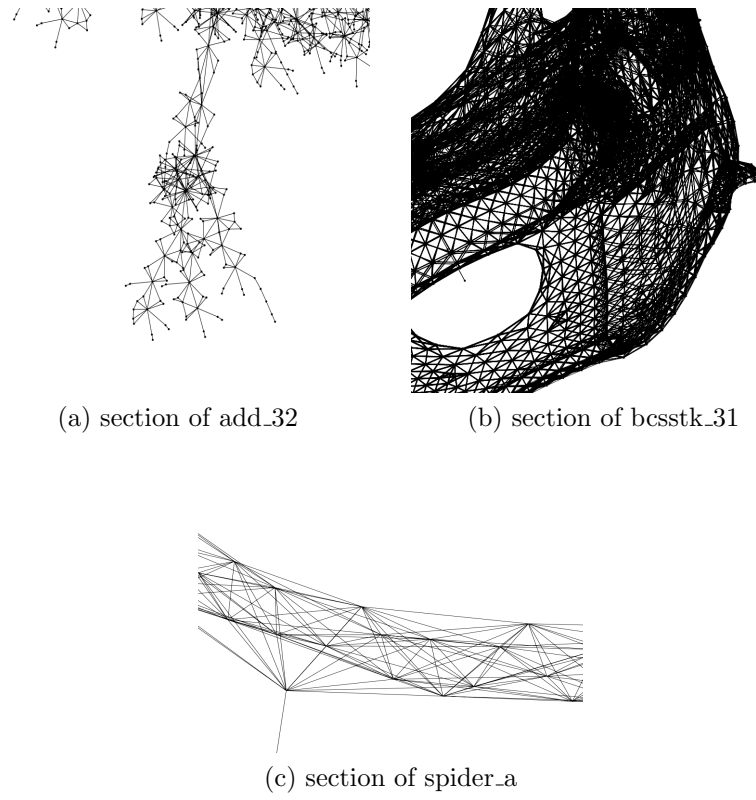 (a) section of add_32
(b) section of bcsstk_31
(c) section of spider_a